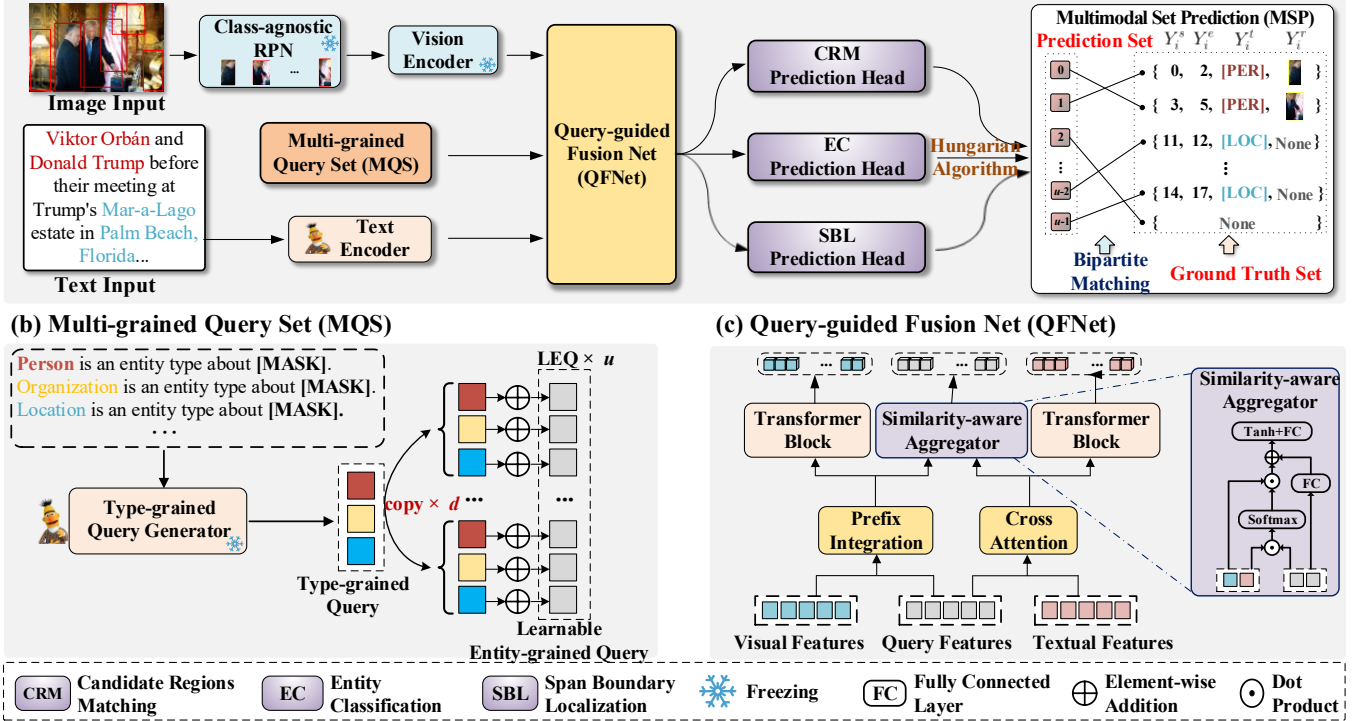 Class-agnostic
RPN
...
Vision
Encoder
Image Input
Viktor Orbán and
Donald Trump before
their meeting at
Trump's Mar-a-Lago
estate in Palm Beach,
Florida...
Text Input
Multi-grained
Query Set (MQS)
Text
Encoder
Query-guided
Fusion Net
(QFNet)
CRM
Prediction Head
EC
Prediction Head
SBL
Prediction Head
Hungarian
Algorithm
Multimodal Set Prediction (MSP)
Prediction Set Y_i^s Y_i^e Y_i^t Y_i^r
0 { 0, 2, [PER], }
1 { 3, 5, [PER], }
2 { 11, 12, [LOC], None }
⋮ ⋮
u-2 { 14, 17, [LOC], None }
u-1 { None }
Bipartite
Matching
Ground Truth Set
(b) Multi-grained Query Set (MQS)
Person is an entity type about [MASK].
Organization is an entity type about [MASK].
Location is an entity type about [MASK].
...
Type-grained
Query Generator
Type-grained
Query
copy × d
LEQ × u
... ...
Learnable
Entity-grained Query
(c) Query-guided Fusion Net (QFNet)
... ... ...
Transformer
Block
Similarity-aware
Aggregator
Transformer
Block
Prefix
Integration
Cross
Attention
Visual Features
Query Features
Textual Features
Similarity-aware
Aggregator
Tanh+FC
FC
Softmax
CRM Candidate Regions
Matching
EC Entity
Classification
SBL Span Boundary
Localization
Freezing
FC Fully Connected
Layer
Element-wise
Addition
Dot
Product